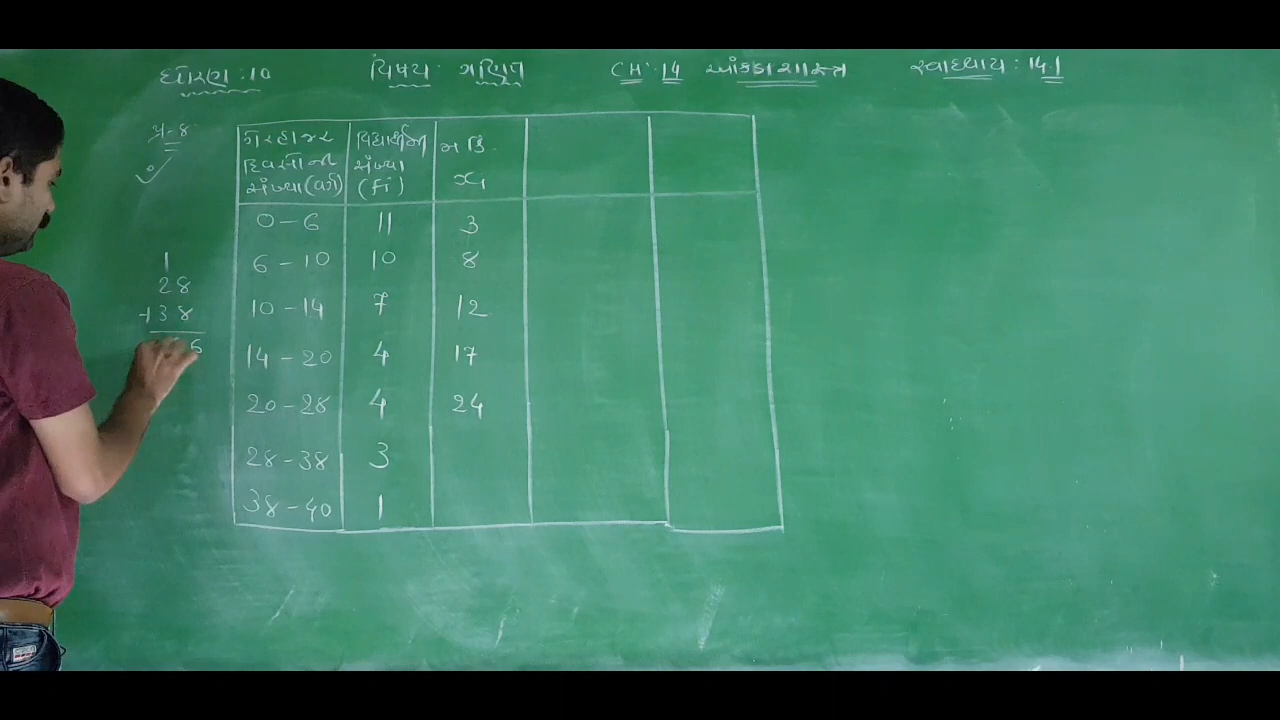 ધોરણ : 10 વિષય : ગણિત CH : 14 આંકડાશાસ્ત્ર સ્વાધ્યાય : 14.1
પ્ર-8
ગેરહાજર વિદ્યાર્થીની મ.કિં.
દિવસોની સંખ્યા xi
સંખ્યા (વર્ગ) (fi)
0 - 6 11 3
6 - 10 10 8
10 - 14 7 12
14 - 20 4 17
20 - 28 4 24
28 - 38 3
38 - 40 1
1
28
+38
6